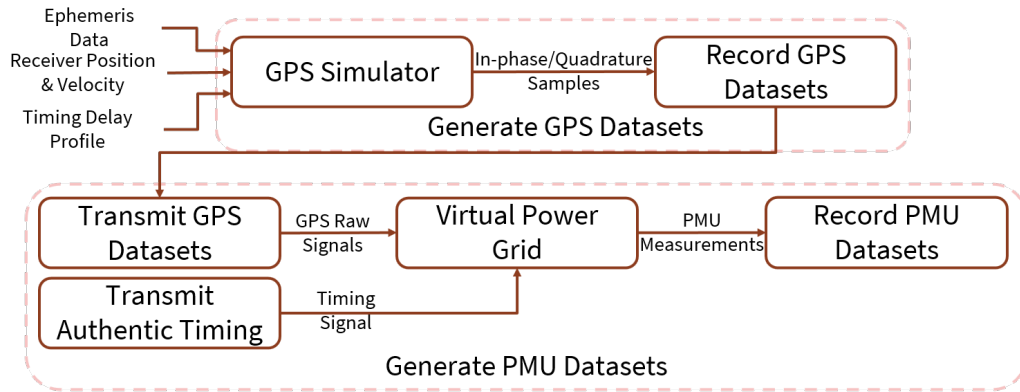 Ephemeris
Data
Receiver Position
& Velocity
Timing Delay
Profile
GPS Simulator
In-phase/Quadrature
Samples
Record GPS
Datasets
Generate GPS Datasets
Transmit GPS
Datasets
GPS Raw
Signals
Virtual Power
Grid
PMU
Measurements
Record PMU
Datasets
Transmit
Authentic Timing
Timing
Signal
Generate PMU Datasets